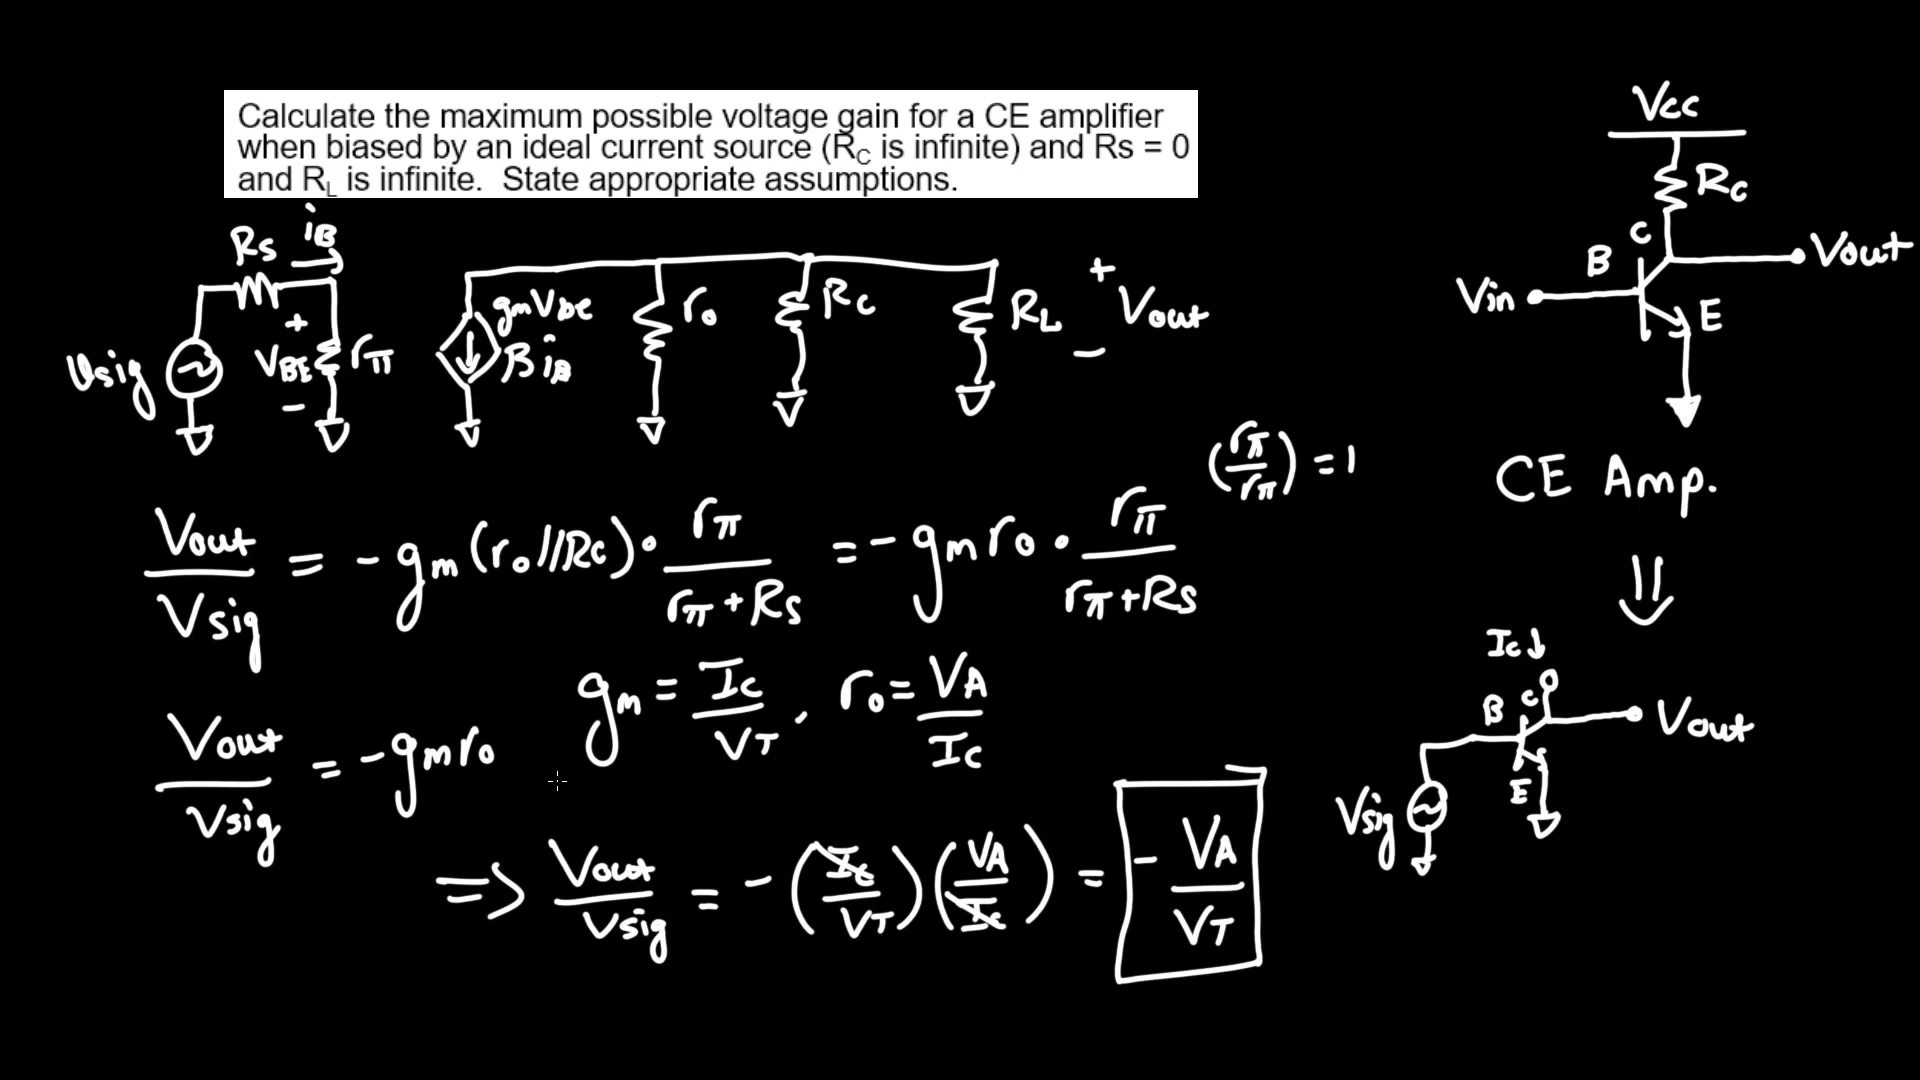 Calculate the maximum possible voltage gain for a CE amplifier
when biased by an ideal current source (R_C is infinite) and Rs = 0
and R_L is infinite.  State appropriate assumptions.
Rs
iB
Vsig
+
VBE
-
rπ
gmVbe
β iB
ro
RC
RL
+
Vout
-
Vcc
RC
C
B
Vin
E
Vout
CE Amp.
⇓
Vout/Vsig = -gm(ro//RC)·rπ/(rπ+Rs) = -gmro·rπ/(rπ+Rs)
(rπ/rπ) = 1
Vout/Vsig = -gmro
gm = IC/VT, ro = VA/IC
=> Vout/Vsig = -(IC/VT)(VA/IC) = -VA/VT
Ic↓
B
C
E
Vout
Vsig